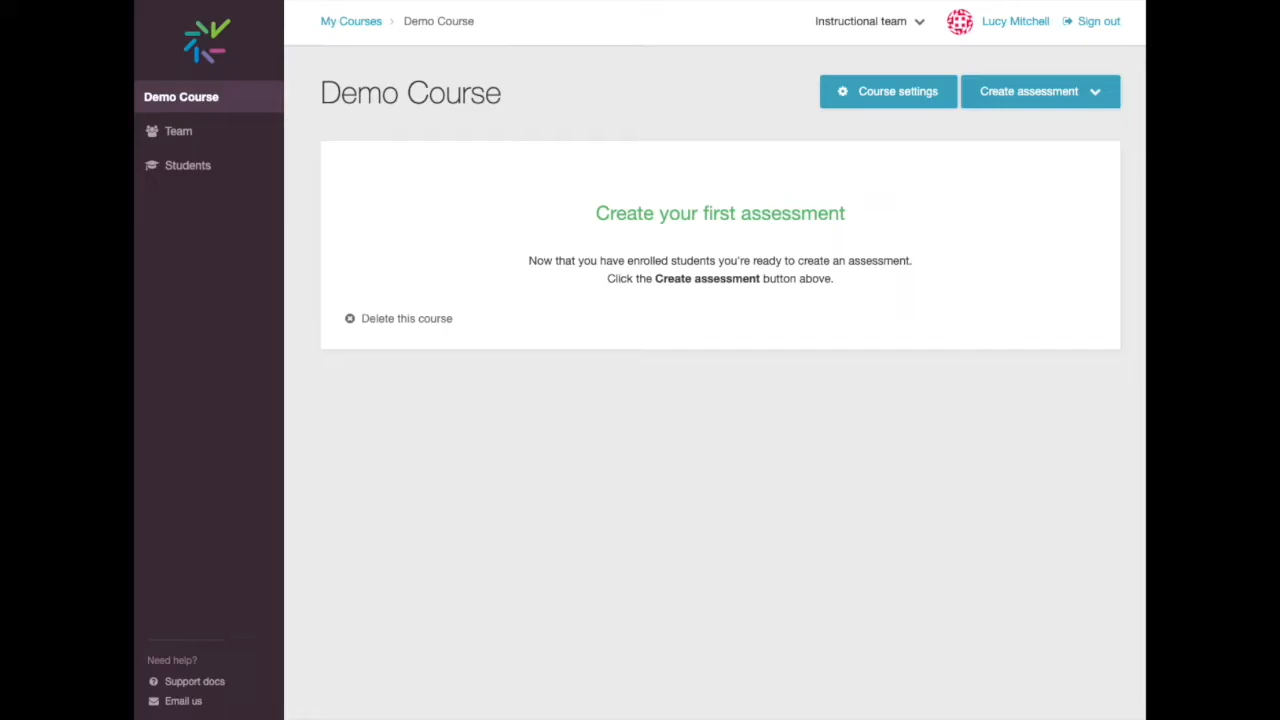 My Courses › Demo Course
Instructional team
Lucy Mitchell
Sign out
Demo Course
Team
Students
Demo Course
Course settings
Create assessment
Create your first assessment
Now that you have enrolled students you're ready to create an assessment.
Click the Create assessment button above.
Delete this course
Need help?
Support docs
Email us